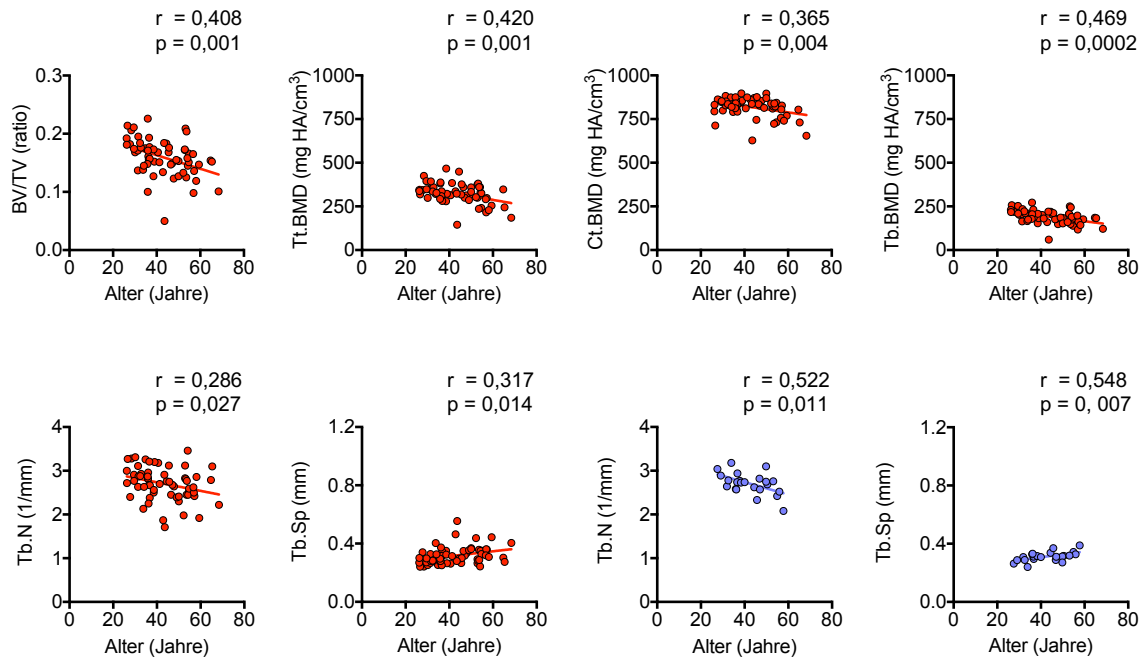 r = 0,408
p = 0,001
BV/TV (ratio)
0.3
0.2
0.1
0.0
0 20 40 60 80
Alter (Jahre)
r = 0,420
p = 0,001
Tt.BMD (mg HA/cm³)
1000
750
500
250
0
0 20 40 60 80
Alter (Jahre)
r = 0,365
p = 0,004
Ct.BMD (mg HA/cm³)
1000
750
500
250
0
0 20 40 60 80
Alter (Jahre)
r = 0,469
p = 0,0002
Tb.BMD (mg HA/cm³)
1000
750
500
250
0
0 20 40 60 80
Alter (Jahre)
r = 0,286
p = 0,027
Tb.N (1/mm)
4
3
2
1
0
0 20 40 60 80
Alter (Jahre)
r = 0,317
p = 0,014
Tb.Sp (mm)
1.2
0.8
0.4
0.0
0 20 40 60 80
Alter (Jahre)
r = 0,522
p = 0,011
Tb.N (1/mm)
4
3
2
1
0
0 20 40 60 80
Alter (Jahre)
r = 0,548
p = 0, 007
Tb.Sp (mm)
1.2
0.8
0.4
0.0
0 20 40 60 80
Alter (Jahre)